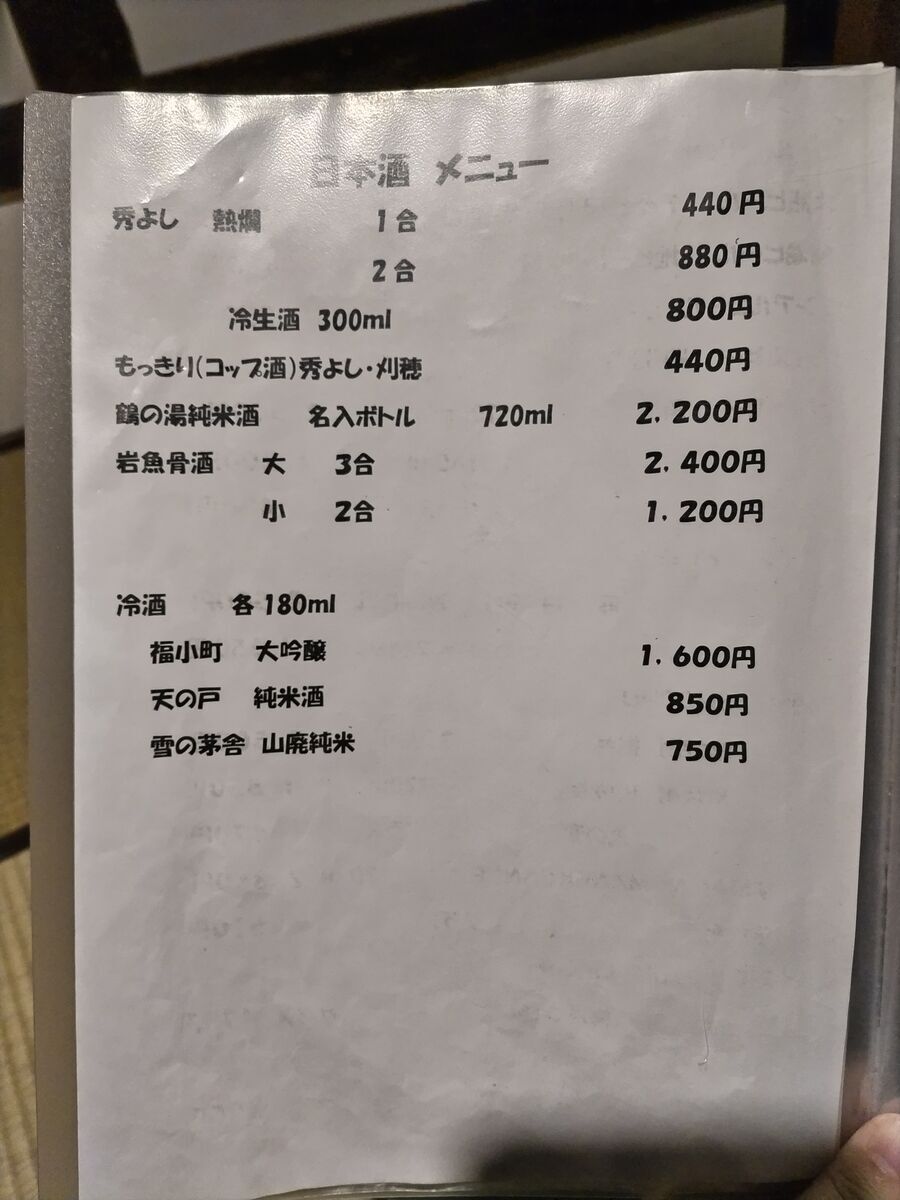 日本酒 メニュー
秀よし 熱燗 1合 440円
2合 880円
冷生酒 300ml 800円
もっきり(コップ酒)秀よし・刈穂 440円
鶴の湯純米酒 名入ボトル 720ml 2,200円
岩魚骨酒 大 3合 2,400円
小 2合 1,200円
冷酒 各180ml
福小町 大吟醸 1,600円
天の戸 純米酒 850円
雪の茅舎 山廃純米 750円